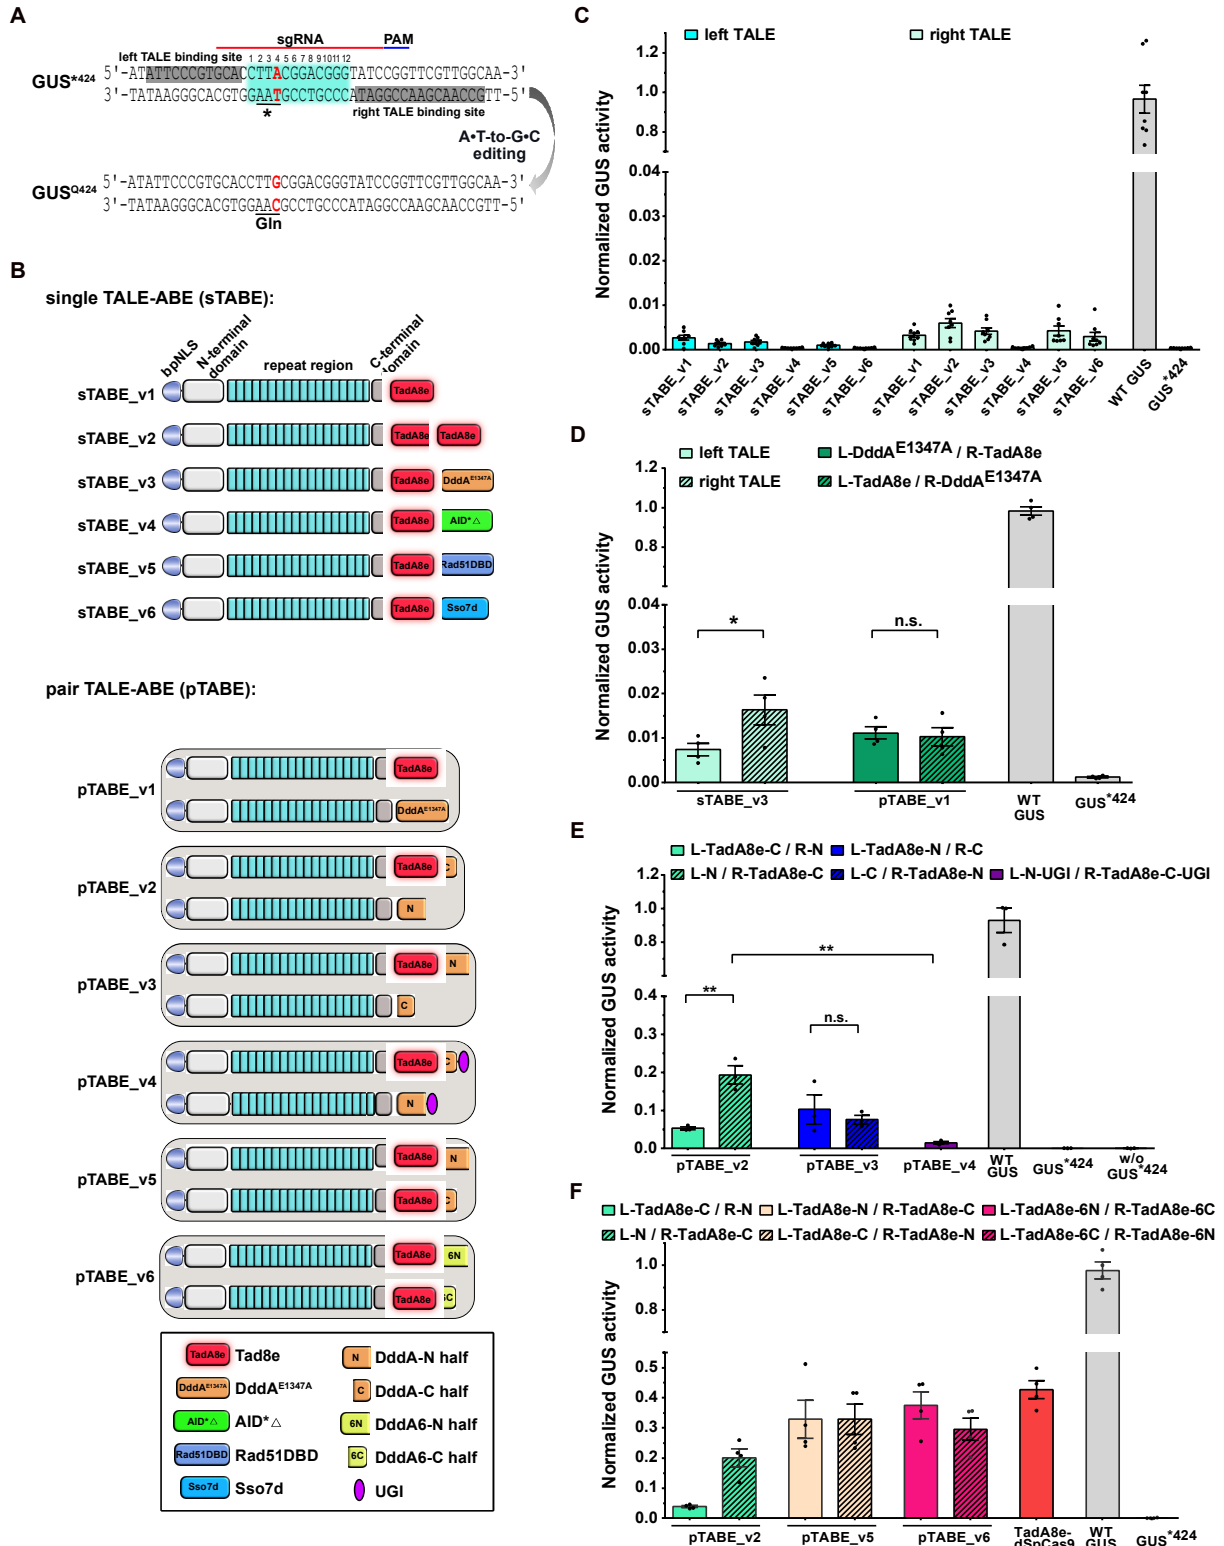 A
sgRNA
PAM
left TALE binding site
1 2 3 4 5 6 7 8 9 10 11 12
GUS*424
5'-ATATTCCCGTGCACCTTACGGACGGGTATCCGGTTCGTTGGCAA-3'
3'-TATAAGGGCACGTGGAATGCCTGCCCATAGGCCAAGCAACCGTT-5'
*
right TALE binding site
A•T-to-G•C
editing
GUSQ424
5'-ATATTCCCGTGCACCTTGCGGACGGGTATCCGGTTCGTTGGCAA-3'
3'-TATAAGGGCACGTGGAACGCCTGCCCATAGGCCAAGCAACCGTT-5'
Gln
B
single TALE-ABE (sTABE):
bpNLS
N-terminal domain
repeat region
C-terminal domain
sTABE_v1
TadA8e
sTABE_v2
TadA8e TadA8e
sTABE_v3
TadA8e DddAE1347A
sTABE_v4
TadA8e AID*△
sTABE_v5
TadA8e Rad51DBD
sTABE_v6
TadA8e Sso7d
pair TALE-ABE (pTABE):
pTABE_v1
TadA8e
DddAE1347A
pTABE_v2
TadA8e C
N
pTABE_v3
TadA8e N
C
pTABE_v4
TadA8e C
N
pTABE_v5
TadA8e N
TadA8e C
pTABE_v6
TadA8e 6N
TadA8e 6C
TadA8e Tad8e
N DddA-N half
DddAE1347A DddAE1347A
C DddA-C half
AID*△ AID*△
6N DddA6-N half
Rad51DBD Rad51DBD
6C DddA6-C half
Sso7d Sso7d
UGI
C
left TALE
right TALE
Normalized GUS activity
1.2
1.0
0.8
0.04
0.03
0.02
0.01
0.00
sTABE_v1 sTABE_v2 sTABE_v3 sTABE_v4 sTABE_v5 sTABE_v6 sTABE_v1 sTABE_v2 sTABE_v3 sTABE_v4 sTABE_v5 sTABE_v6 WT GUS GUS*424
D
left TALE
L-DddAE1347A / R-TadA8e
right TALE
L-TadA8e / R-DddAE1347A
Normalized GUS activity
1.2
1.0
0.8
0.04
0.03
0.02
0.01
0.00
*
n.s.
sTABE_v3 pTABE_v1 WT GUS GUS*424
E
L-TadA8e-C / R-N
L-TadA8e-N / R-C
L-N / R-TadA8e-C
L-C / R-TadA8e-N
L-N-UGI / R-TadA8e-C-UGI
Normalized GUS activity
1.2
1.0
0.8
0.4
0.3
0.2
0.1
0.0
**
**
n.s.
pTABE_v2 pTABE_v3 pTABE_v4 WT GUS GUS*424 w/o GUS*424
F
L-TadA8e-C / R-N
L-TadA8e-N / R-TadA8e-C
L-TadA8e-6N / R-TadA8e-6C
L-N / R-TadA8e-C
L-TadA8e-C / R-TadA8e-N
L-TadA8e-6C / R-TadA8e-6N
Normalized GUS activity
1.2
1.0
0.8
0.5
0.4
0.3
0.2
0.1
0.0
pTABE_v2 pTABE_v5 pTABE_v6 TadA8e-dSpCas9 WT GUS GUS*424